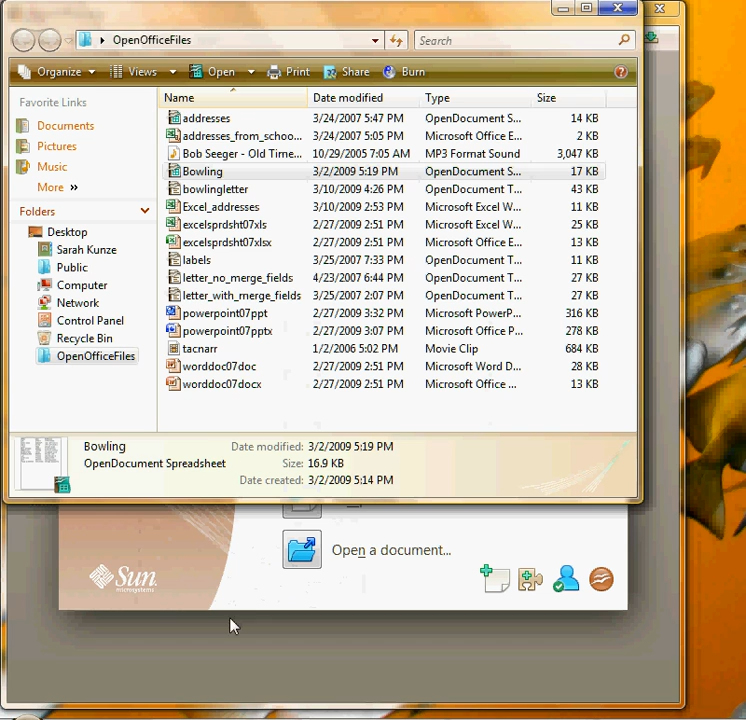 OpenOfficeFiles
Search
Organize Views Open Print Share Burn
Favorite Links
Documents
Pictures
Music
More »
Folders
Desktop
Sarah Kunze
Public
Computer
Network
Control Panel
Recycle Bin
OpenOfficeFiles
Name Date modified Type Size
addresses 3/24/2007 5:47 PM OpenDocument S... 14 KB
addresses_from_schoo... 3/24/2007 5:05 PM Microsoft Office E... 2 KB
Bob Seeger - Old Time... 10/29/2005 7:05 AM MP3 Format Sound 3,047 KB
Bowling 3/2/2009 5:19 PM OpenDocument S... 17 KB
bowlingletter 3/10/2009 4:26 PM OpenDocument T... 43 KB
Excel_addresses 3/10/2009 2:53 PM Microsoft Excel W... 11 KB
excelsprdsht07xls 2/27/2009 2:51 PM Microsoft Excel W... 25 KB
excelsprdsht07xlsx 2/27/2009 2:51 PM Microsoft Office E... 13 KB
labels 3/25/2007 7:33 PM OpenDocument T... 11 KB
letter_no_merge_fields 4/23/2007 6:44 PM OpenDocument T... 27 KB
letter_with_merge_fields 3/25/2007 2:07 PM OpenDocument T... 27 KB
powerpoint07ppt 2/27/2009 3:32 PM Microsoft PowerP... 316 KB
powerpoint07pptx 2/27/2009 3:07 PM Microsoft Office P... 278 KB
tacnarr 1/2/2006 5:02 PM Movie Clip 684 KB
worddoc07doc 2/27/2009 2:51 PM Microsoft Word D... 28 KB
worddoc07docx 2/27/2009 2:51 PM Microsoft Office ... 13 KB
Bowling Date modified: 3/2/2009 5:19 PM
OpenDocument Spreadsheet Size: 16.9 KB
Date created: 3/2/2009 5:14 PM
Open a document...
Sun
microsystems